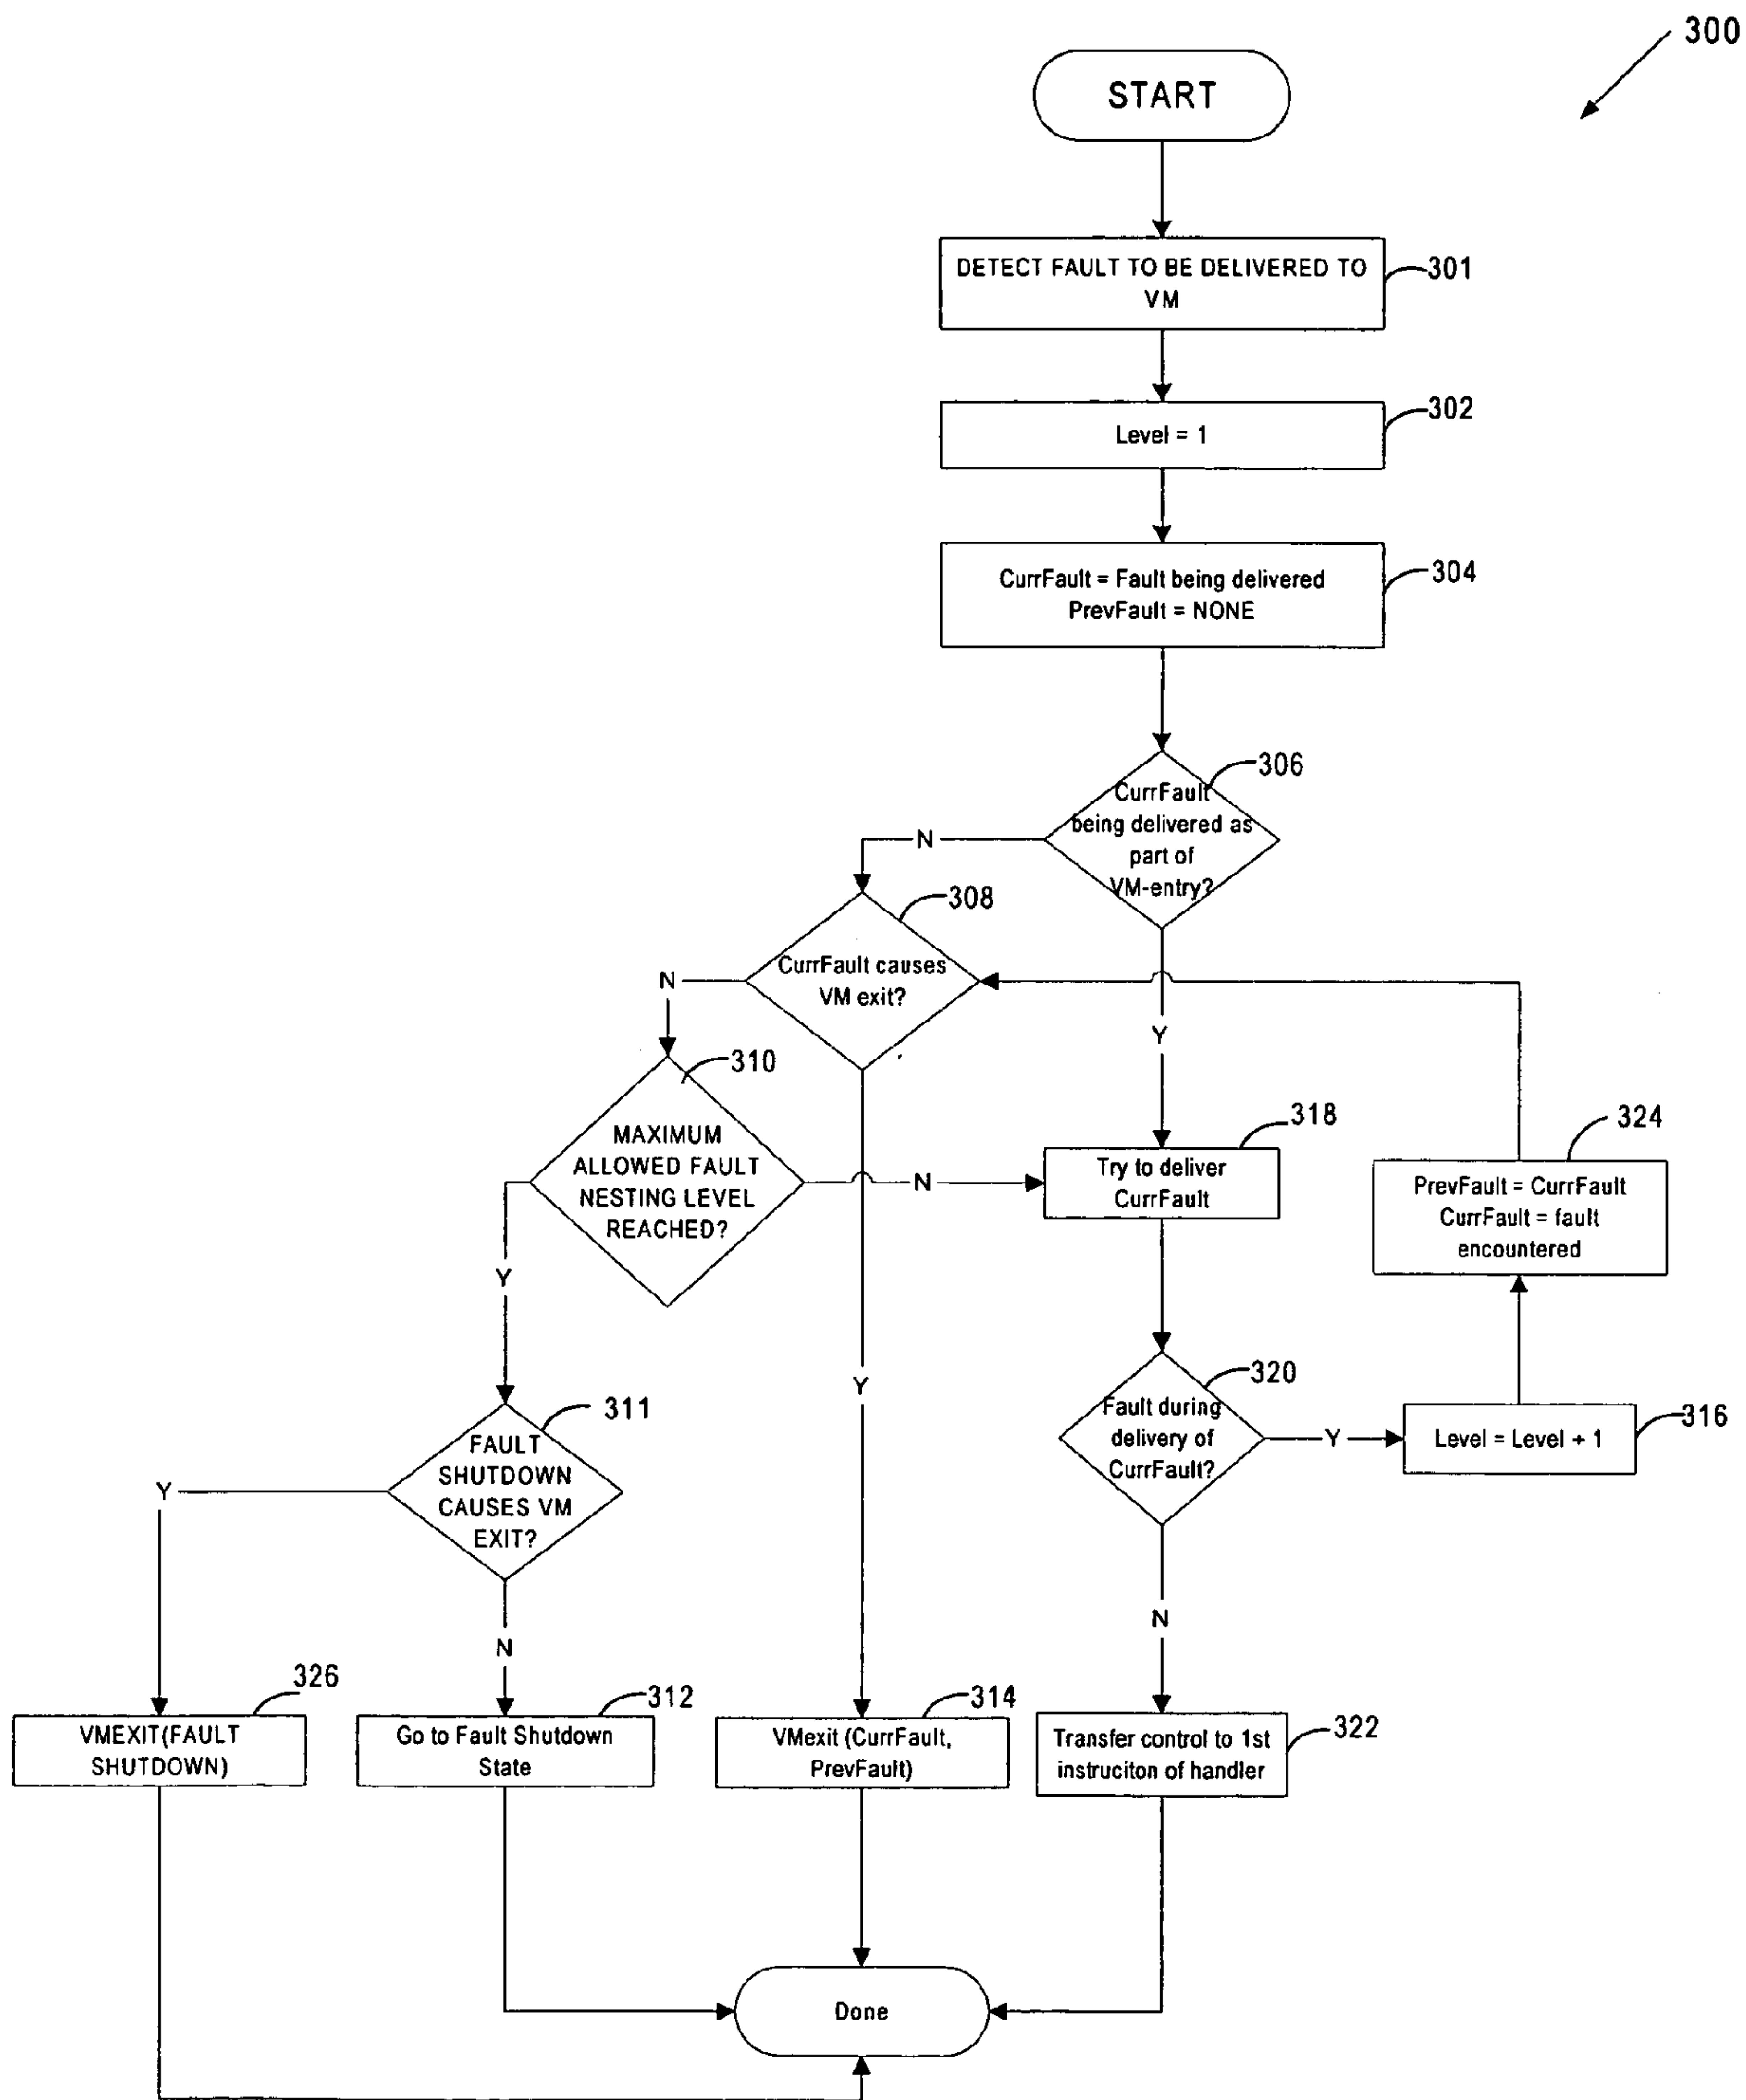 300
START
DETECT FAULT TO BE DELIVERED TO
VM
301
Level = 1
302
CurrFault = Fault being delivered
PrevFault = NONE
304
306
CurrFault
being delivered as
part of
VM-entry?
N
Y
308
CurrFault causes
VM exit?
N
Y
310
MAXIMUM
ALLOWED FAULT
NESTING LEVEL
REACHED?
N
Y
318
Try to deliver
CurrFault
324
PrevFault = CurrFault
CurrFault = fault
encountered
320
Fault during
delivery of
CurrFault?
Y
N
316
Level = Level + 1
311
FAULT
SHUTDOWN
CAUSES VM
EXIT?
Y
N
326
VMEXIT(FAULT
SHUTDOWN)
312
Go to Fault Shutdown
State
314
VMexit (CurrFault,
PrevFault)
322
Transfer control to 1st
instruciton of handler
Done